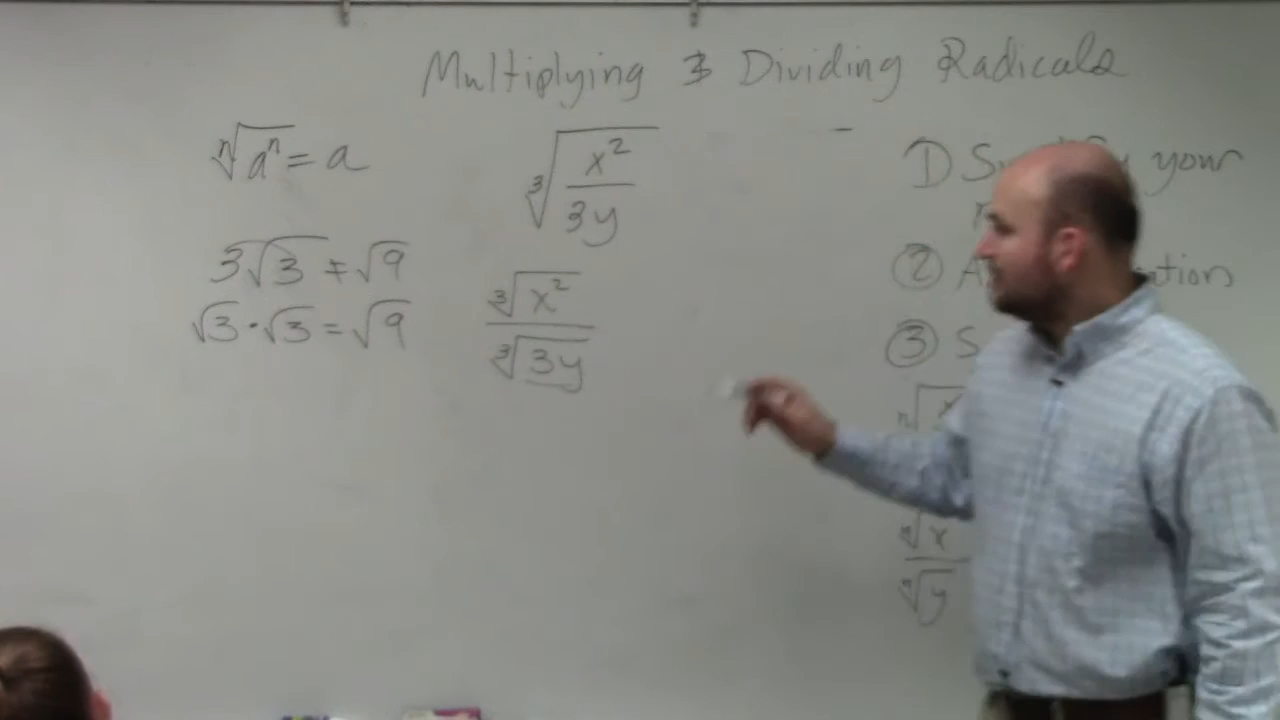 Multiplying & Dividing Radicals
ⁿ√aⁿ = a
3√3 ≠ √9
√3 · √3 = √9
³√(x²/3y)
³√x² / ³√3y
1) your
②
③ S
ⁿ√x
ⁿ√x / ⁿ√y